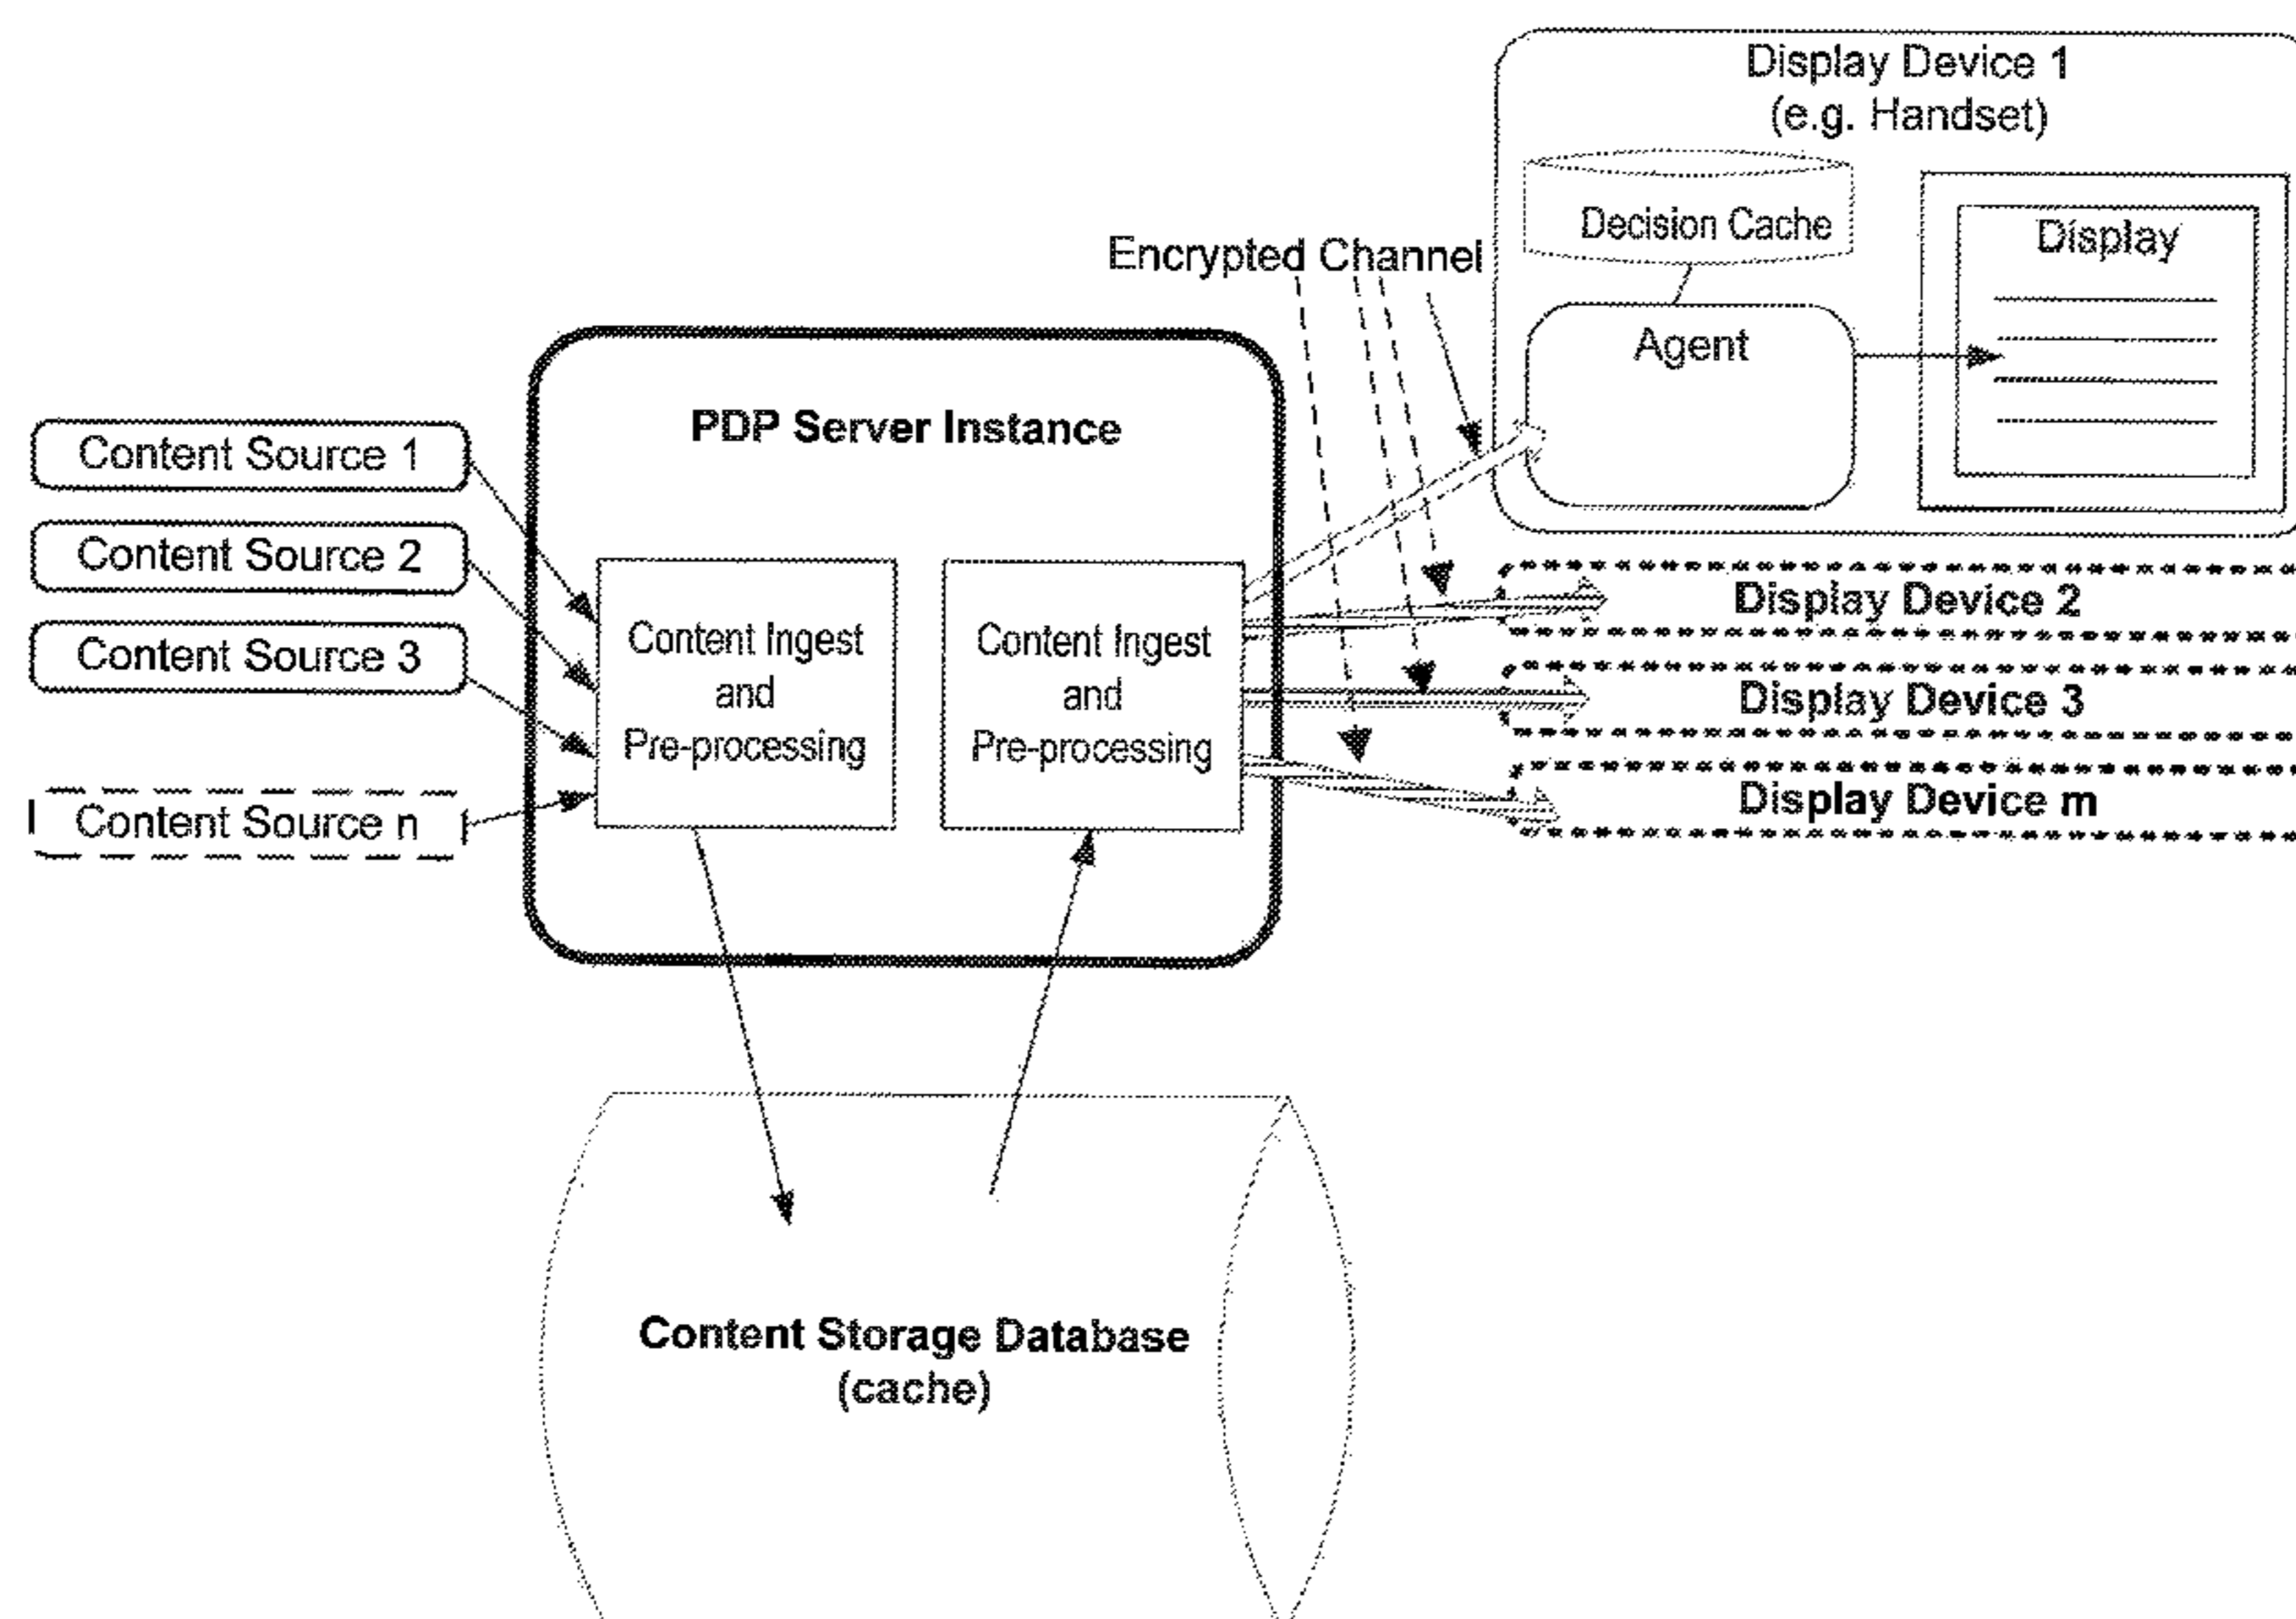 Display Device 1
(e.g. Handset)
Decision Cache
Display
Encrypted Channel
Agent
PDP Server Instance
Content Source 1
Content Source 2
Content Source 3
Content Source n
Content Ingest
and
Pre-processing
Content Ingest
and
Pre-processing
Display Device 2
Display Device 3
Display Device m
Content Storage Database
(cache)